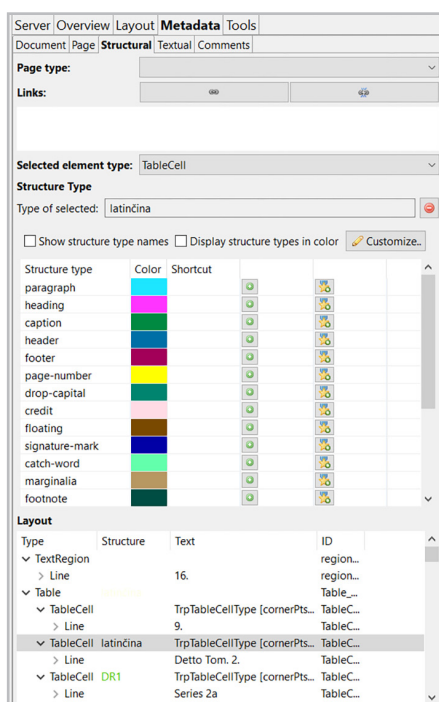 Server Overview Layout Metadata Tools
Document Page Structural Textual Comments
Page type:
Links:
Selected element type: TableCell
Structure Type
Type of selected: latinčina
Show structure type names Display structure types in color Customize..
Structure type Color Shortcut
paragraph
heading
caption
header
footer
page-number
drop-capital
credit
floating
signature-mark
catch-word
marginalia
footnote
Layout
Type Structure Text ID
TextRegion region...
Line 16. region...
Table Table_...
TableCell TrpTableCellType [cornerPts... TableC...
Line 9. TableC...
TableCell latinčina TrpTableCellType [cornerPts... TableC...
Line Detto Tom. 2. TableC...
TableCell DR1 TrpTableCellType [cornerPts... TableC...
Line Series 2a TableC...